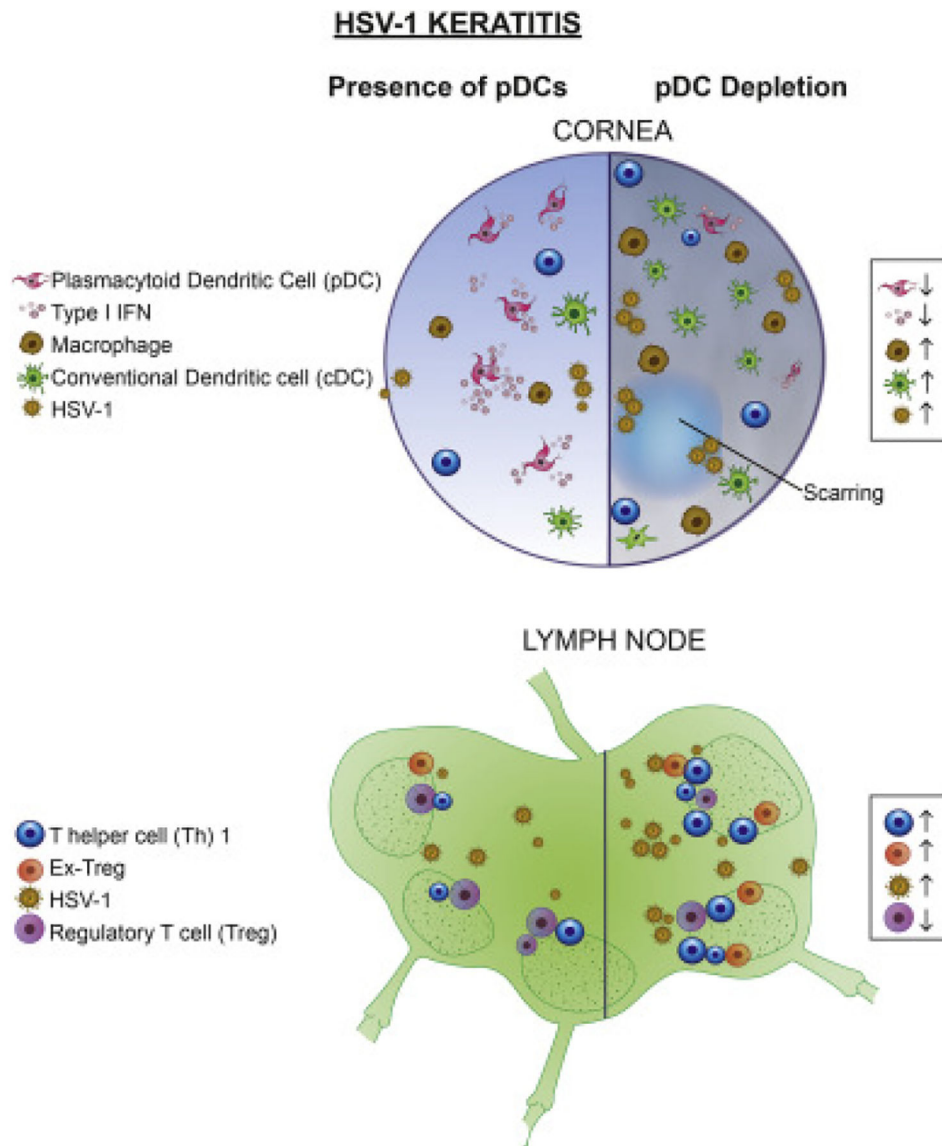 HSV-1 KERATITIS
Presence of pDCs
pDC Depletion
CORNEA
Plasmacytoid Dendritic Cell (pDC)
Type I IFN
Macrophage
Conventional Dendritic cell (cDC)
HSV-1
↓
↓
↑
↑
↑
Scarring
LYMPH NODE
T helper cell (Th) 1
Ex-Treg
HSV-1
Regulatory T cell (Treg)
↑
↑
↑
↓